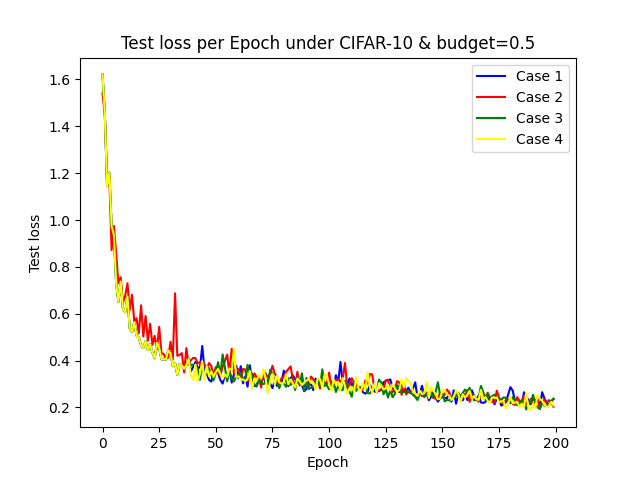 Test loss per Epoch under CIFAR-10 & budget=0.5
Case 1
Case 2
Case 3
Case 4
Test loss
1.6
1.4
1.2
1.0
0.8
0.6
0.4
0.2
0 25 50 75 100 125 150 175 200
Epoch